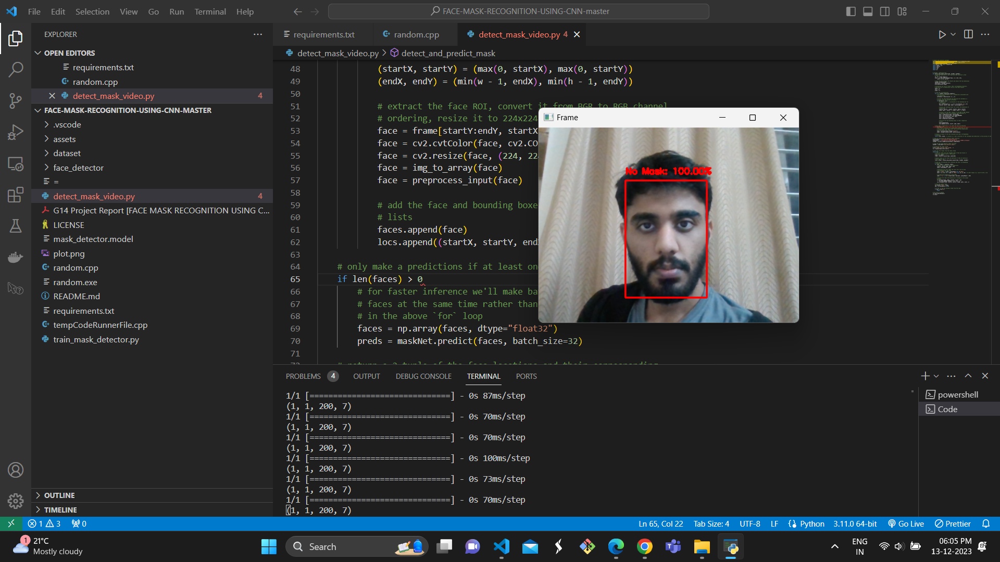 File Edit Selection View Go Run Terminal Help
FACE-MASK-RECOGNITION-USING-CNN-master
EXPLORER
OPEN EDITORS
requirements.txt
random.cpp
detect_mask_video.py 4
FACE-MASK-RECOGNITION-USING-CNN-MASTER
.vscode
assets
dataset
face_detector
=
detect_mask_video.py 4
G14 Project Report [FACE MASK RECOGNITION USING C...
LICENSE
mask_detector.model
plot.png
random.cpp
random.exe
README.md
requirements.txt
tempCodeRunnerFile.cpp
train_mask_detector.py
OUTLINE
TIMELINE
requirements.txt random.cpp detect_mask_video.py 4
detect_mask_video.py > detect_and_predict_mask
48 (startX, startY) = (max(0, startX), max(0, startY))
49 (endX, endY) = (min(w - 1, endX), min(h - 1, endY))
50
51 # extract the face ROI, convert it from BGR to RGB channel
52 # ordering, resize it to 224x224
53 face = frame[startY:endY, startX
54 face = cv2.cvtColor(face, cv2.CO
55 face = cv2.resize(face, (224, 22
56 face = img_to_array(face)
57 face = preprocess_input(face)
58
59 # add the face and bounding boxe
60 # lists
61 faces.append(face)
62 locs.append((startX, startY, end
63
64 # only make a predictions if at least on
65 if len(faces) > 0
66 # for faster inference we'll make ba
67 # faces at the same time rather than
68 # in the above `for` loop
69 faces = np.array(faces, dtype="float32")
70 preds = maskNet.predict(faces, batch_size=32)
71
Frame
No Mask: 100.00%
PROBLEMS 4 OUTPUT DEBUG CONSOLE TERMINAL PORTS
1/1 [==============================] - 0s 87ms/step
(1, 1, 200, 7)
1/1 [==============================] - 0s 70ms/step
(1, 1, 200, 7)
1/1 [==============================] - 0s 70ms/step
(1, 1, 200, 7)
1/1 [==============================] - 0s 100ms/step
(1, 1, 200, 7)
1/1 [==============================] - 0s 73ms/step
(1, 1, 200, 7)
1/1 [==============================] - 0s 70ms/step
(1, 1, 200, 7)
powershell
Code
1 3 0
Ln 65, Col 22 Tab Size: 4 UTF-8 LF Python 3.11.0 64-bit Go Live Prettier
1
21°C
Mostly cloudy
Search
ENG
IN
06:05 PM
13-12-2023